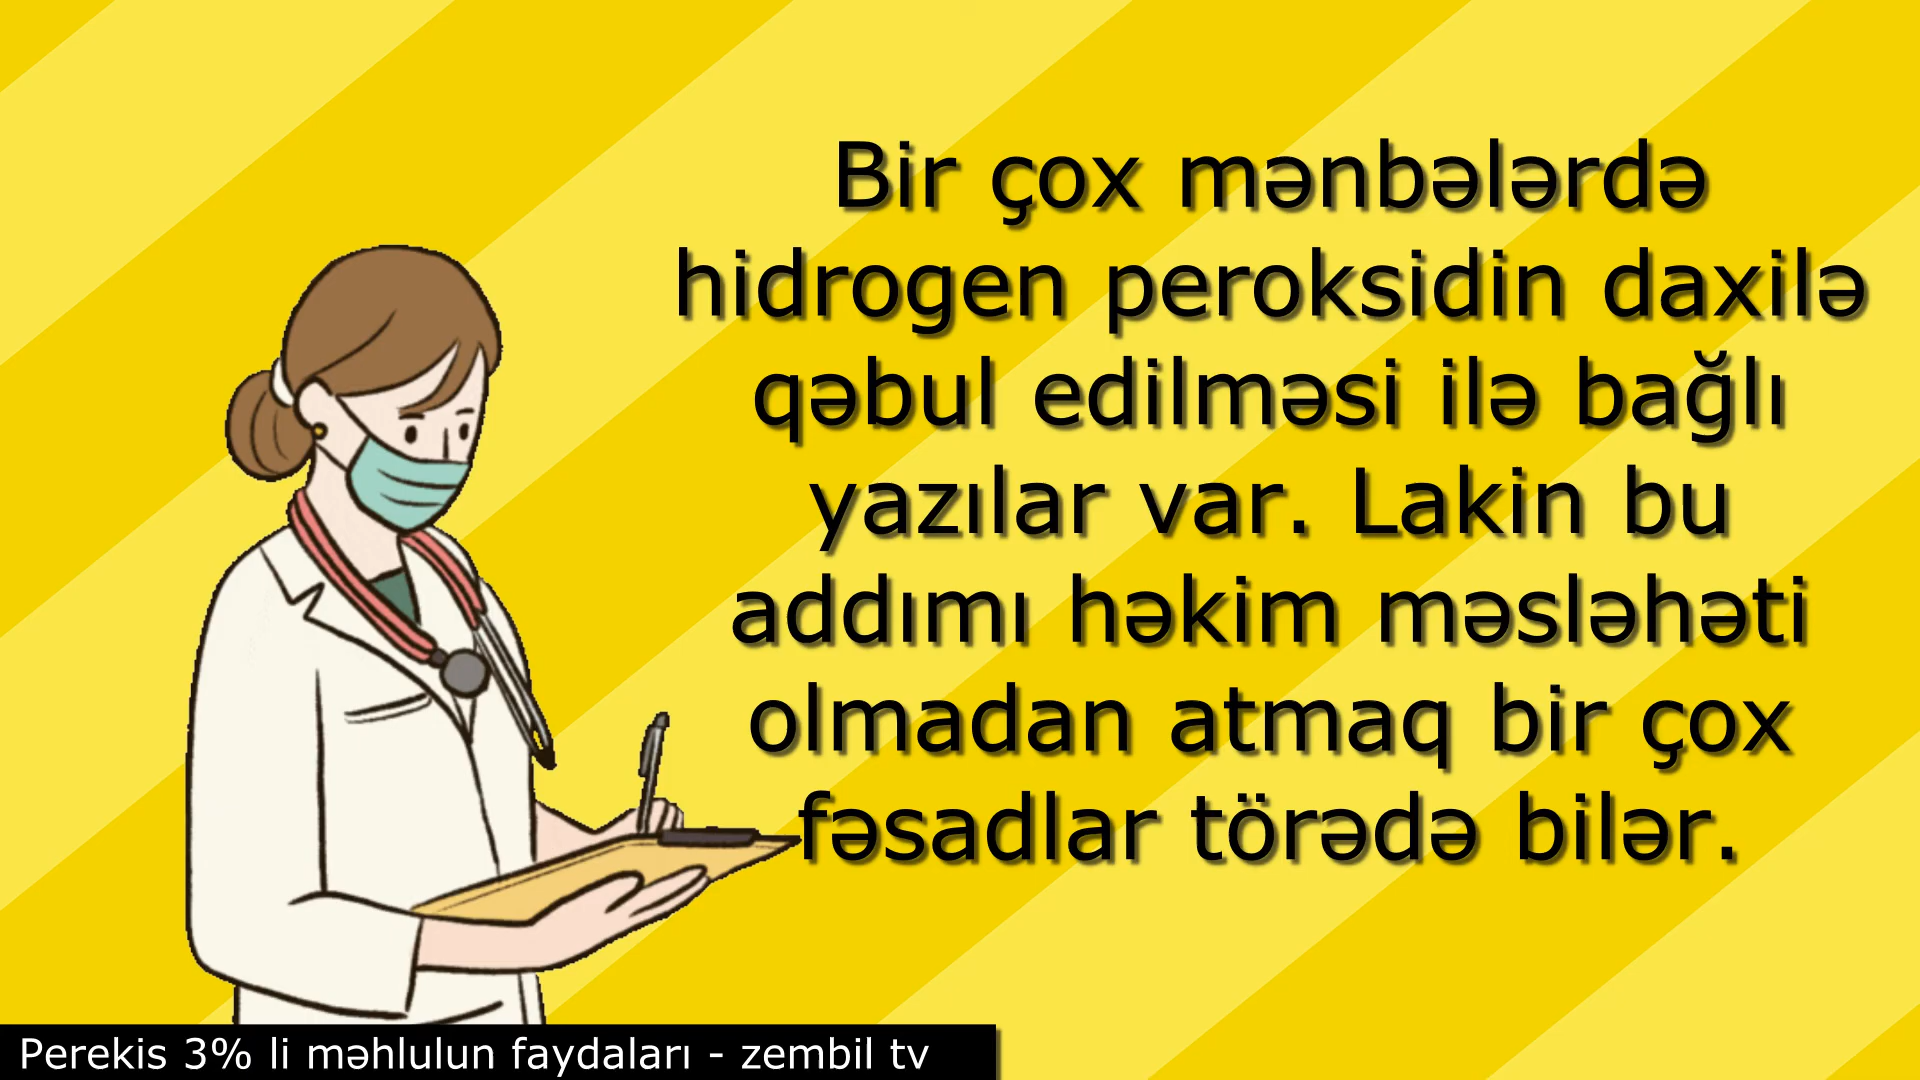 Bir çox mənbələrdə
hidrogen peroksidin daxilə
qəbul edilməsi ilə bağlı
yazılar var. Lakin bu
addımı həkim məsləhəti
olmadan atmaq bir çox
fəsadlar törədə bilər.
Perekis 3% li məhlulun faydaları - zembil tv